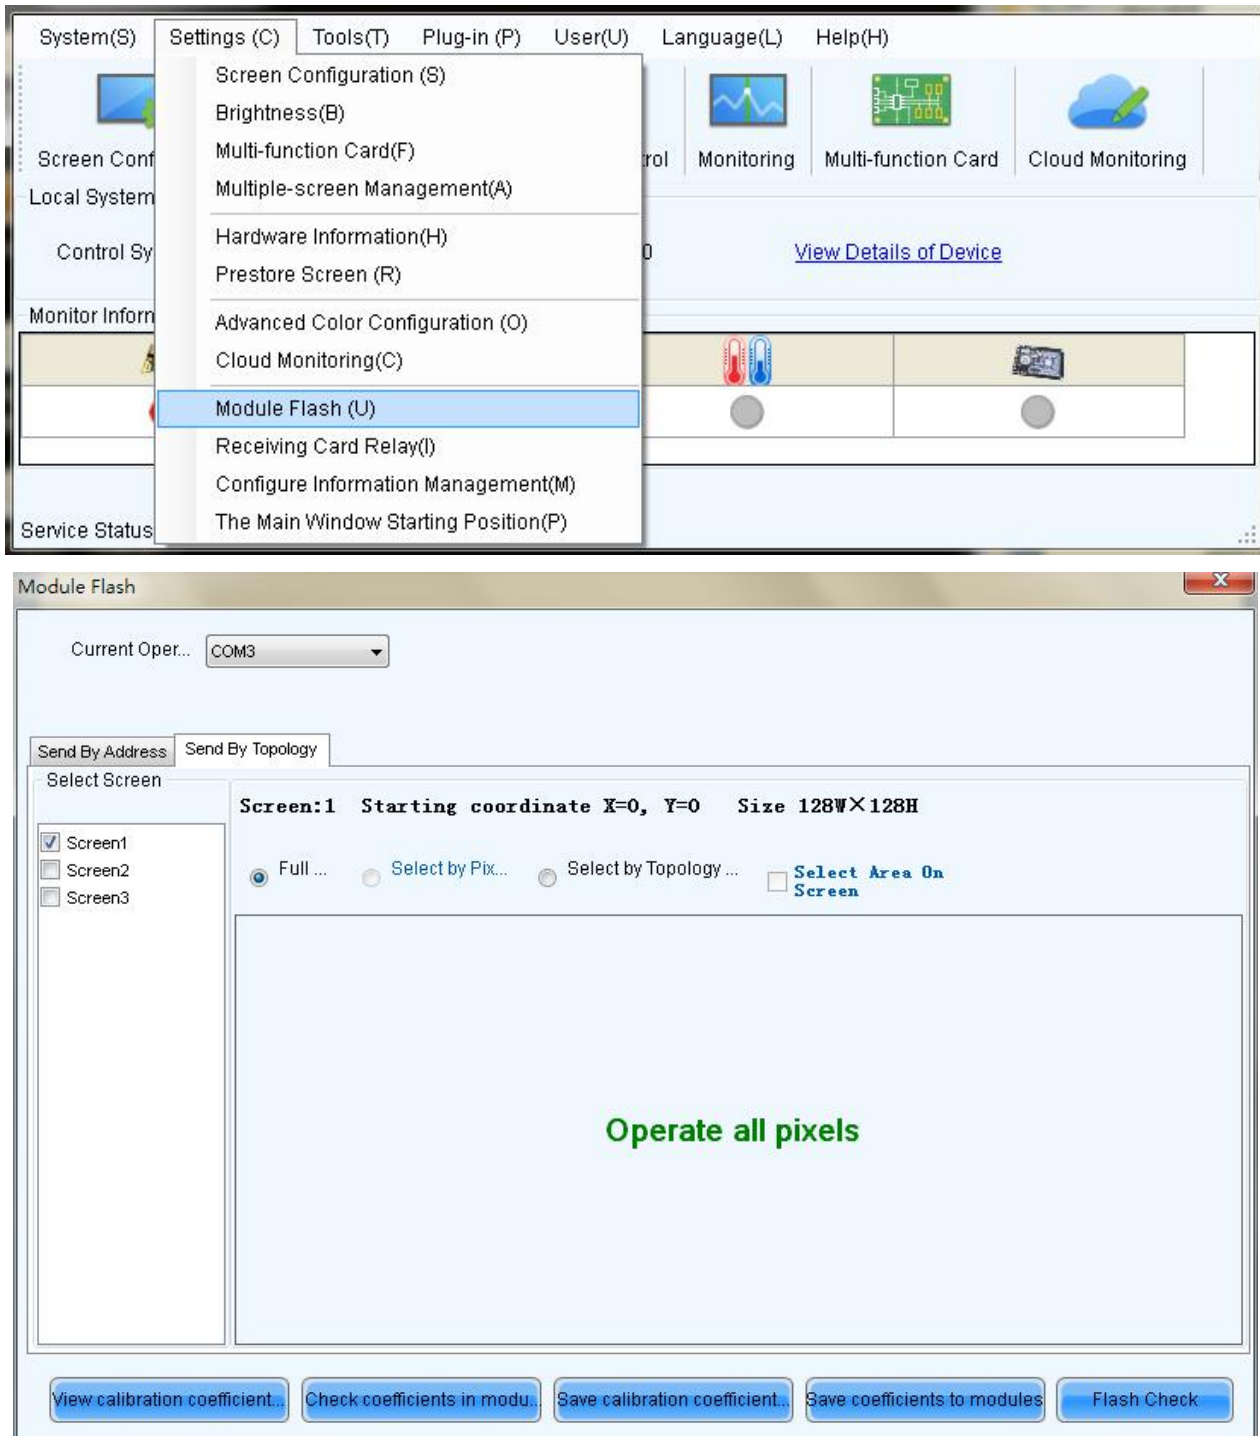 System(S) Settings (C) Tools(T) Plug-in (P) User(U) Language(L) Help(H)
Screen Configuration (S)
Brightness(B)
Multi-function Card(F)
Multiple-screen Management(A)
Hardware Information(H)
Prestore Screen (R)
Advanced Color Configuration (O)
Cloud Monitoring(C)
Module Flash (U)
Receiving Card Relay(I)
Configure Information Management(M)
The Main Window Starting Position(P)
Screen Conf rol Monitoring Multi-function Card Cloud Monitoring
Local System
Control Sy 0 View Details of Device
Monitor Inforn
Service Status
Module Flash
Current Oper... COM3
Send By Address Send By Topology
Select Screen
Screen1
Screen2
Screen3
Screen:1 Starting coordinate X=0, Y=0 Size 128W×128H
Full ... Select by Pix... Select by Topology ... Select Area On
Screen
Operate all pixels
View calibration coefficient... Check coefficients in modu... Save calibration coefficient... Save coefficients to modules Flash Check